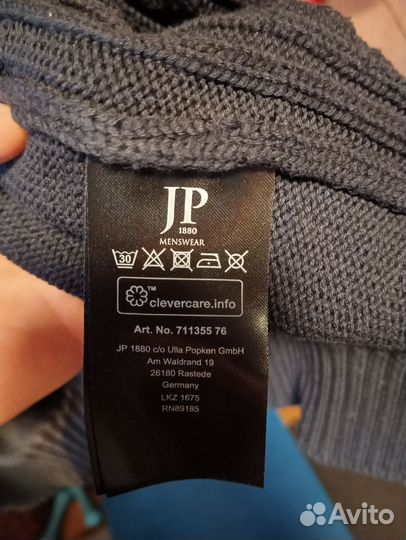 JP
1880
MENSWEAR
30
clevercare.info™
Art. No. 711355 76
JP 1880 c/o Ulla Popken GmbH
Am Waldrand 19
26180 Rastede
Germany
LKZ 1675
RN89185
Avito